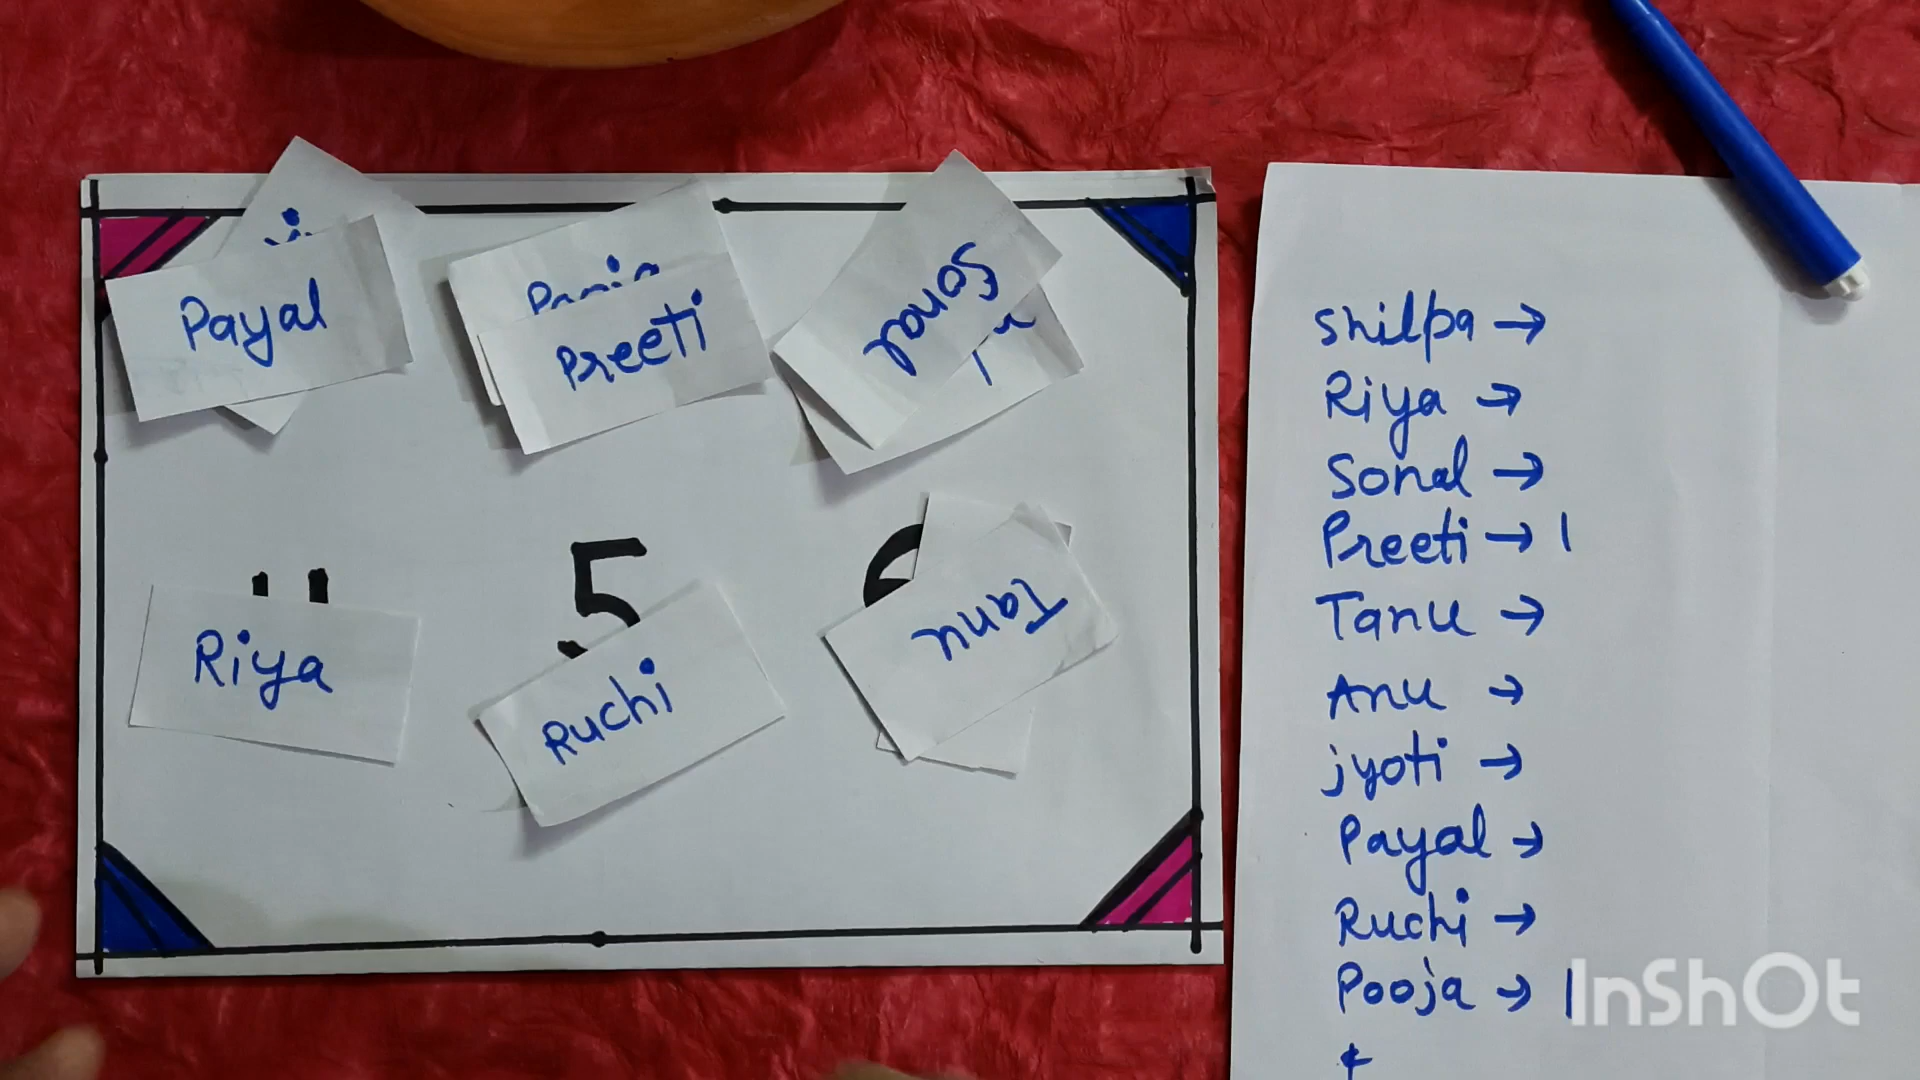 Payal
Preeti
Sonal
5
Riya
Ruchi
Tanu
Shilpa →
Riya →
Sonal →
Preeti → 1
Tanu →
Anu →
jyoti →
Payal →
Ruchi →
Pooja → 1
InShOt